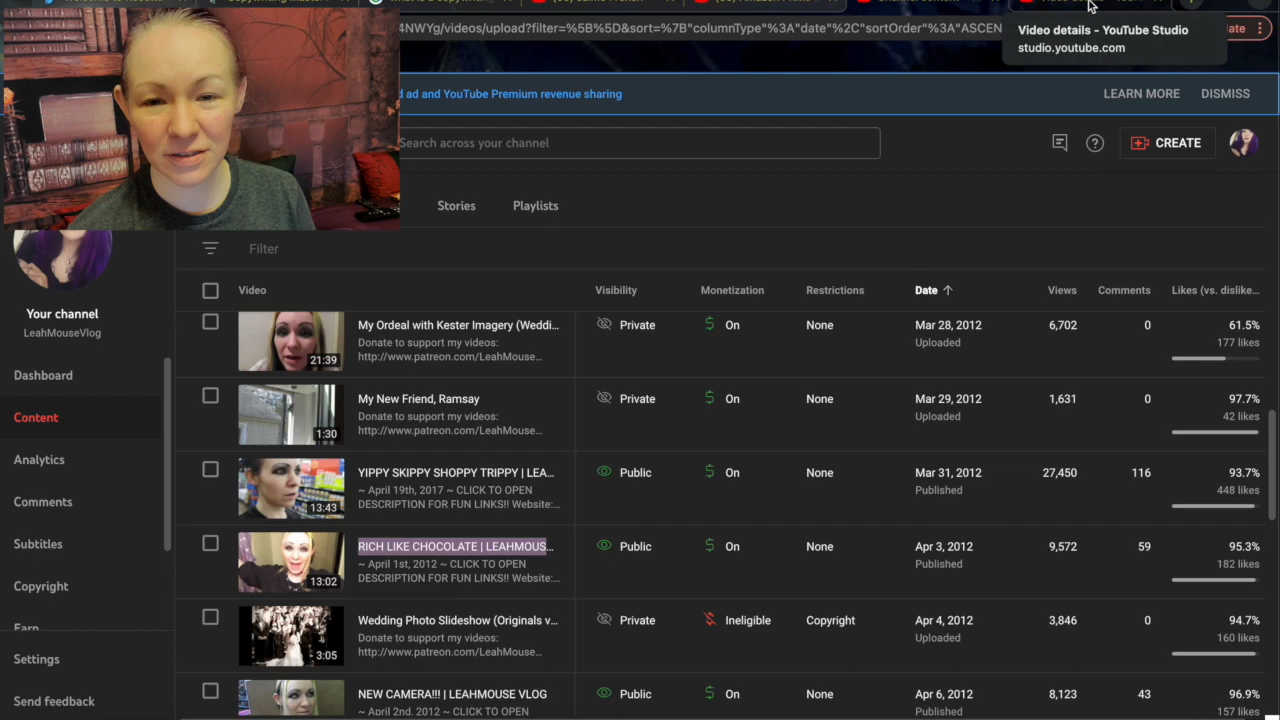 4NWYg/videos/upload?filter=%5B%5D&sort=%7B"columnType"%3A"date"%2C"sortOrder"%3A"ASCEN
Video details - YouTube Studio
studio.youtube.com
d ad and YouTube Premium revenue sharing
LEARN MORE
DISMISS
Search across your channel
CREATE
Stories
Playlists
Filter
Your channel
LeahMouseVlog
Dashboard
Content
Analytics
Comments
Subtitles
Copyright
Earn
Settings
Send feedback
Video Visibility Monetization Restrictions Date Views Comments Likes (vs. dislike...
My Ordeal with Kester Imagery (Weddi... Private On None Mar 28, 2012 6,702 0 61.5%
Donate to support my videos: Uploaded 177 likes
http://www.patreon.com/LeahMouse...
21:39
My New Friend, Ramsay Private On None Mar 29, 2012 1,631 0 97.7%
Donate to support my videos: Uploaded 42 likes
http://www.patreon.com/LeahMouse...
1:30
YIPPY SKIPPY SHOPPY TRIPPY | LEA... Public On None Mar 31, 2012 27,450 116 93.7%
~ April 19th, 2017 ~ CLICK TO OPEN Published 448 likes
DESCRIPTION FOR FUN LINKS!! Website:...
13:43
RICH LIKE CHOCOLATE | LEAHMOUS... Public On None Apr 3, 2012 9,572 59 95.3%
~ April 1st, 2012 ~ CLICK TO OPEN Published 182 likes
DESCRIPTION FOR FUN LINKS!! Website:...
13:02
Wedding Photo Slideshow (Originals v... Private Ineligible Copyright Apr 4, 2012 3,846 0 94.7%
Donate to support my videos: Uploaded 160 likes
http://www.patreon.com/LeahMouse...
3:05
NEW CAMERA!!! | LEAHMOUSE VLOG Public On None Apr 6, 2012 8,123 43 96.9%
~ April 2nd, 2012 ~ CLICK TO OPEN Published 157 likes